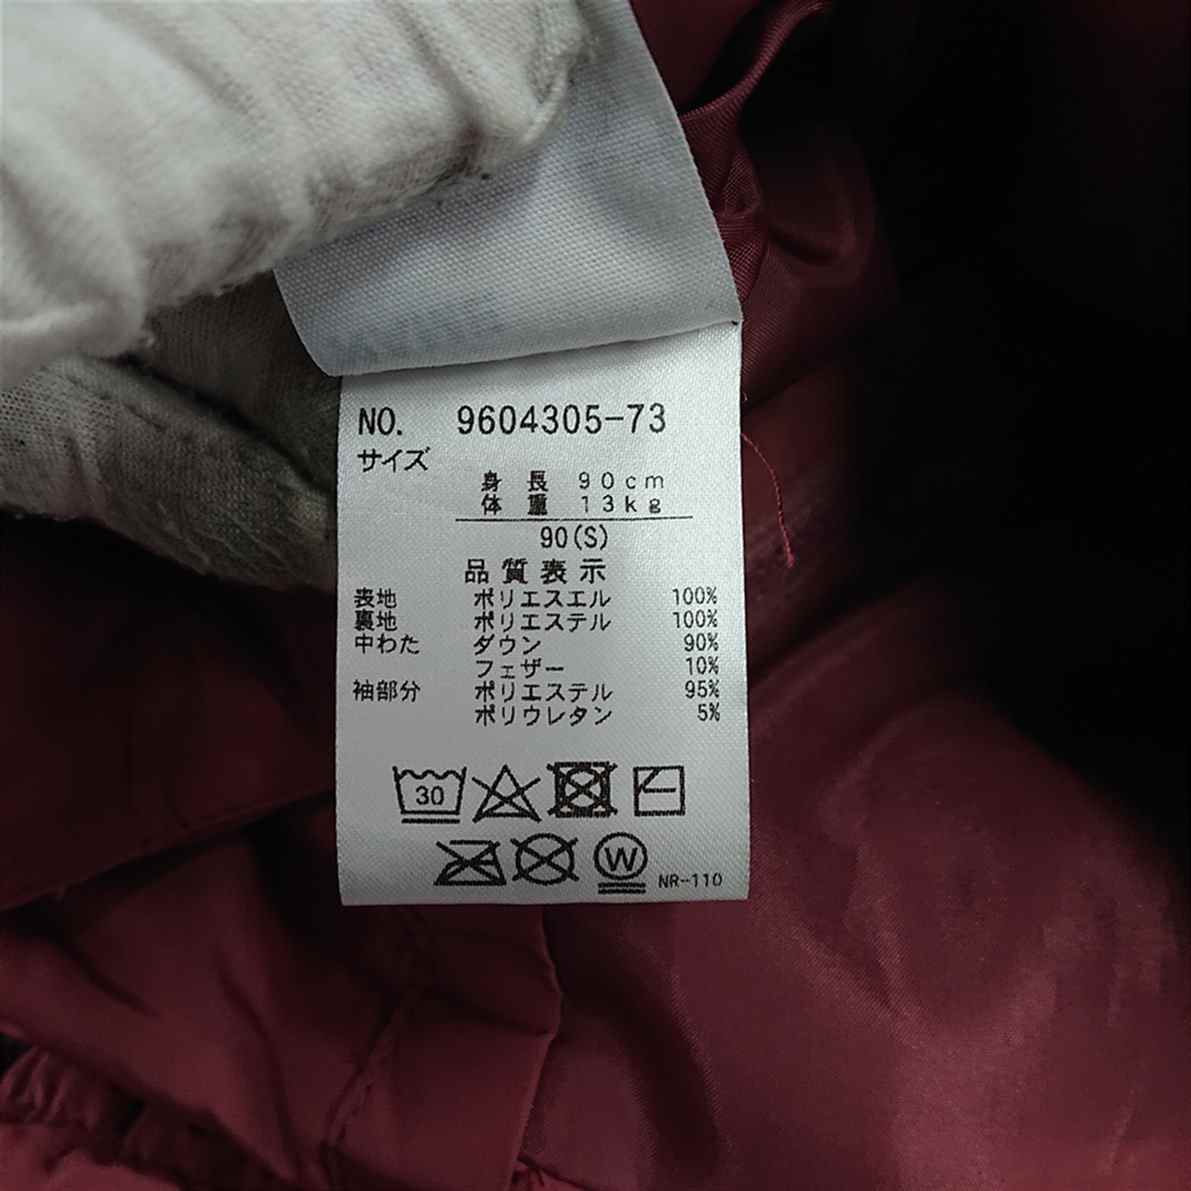 NO. 9604305-73
サイズ
身長 90cm
体重 13kg
90(S)
品質表示
表地 ポリエスエル 100%
裏地 ポリエステル 100%
中わた ダウン 90%
フェザー 10%
袖部分 ポリエステル 95%
ポリウレタン 5%
30
W NR-110